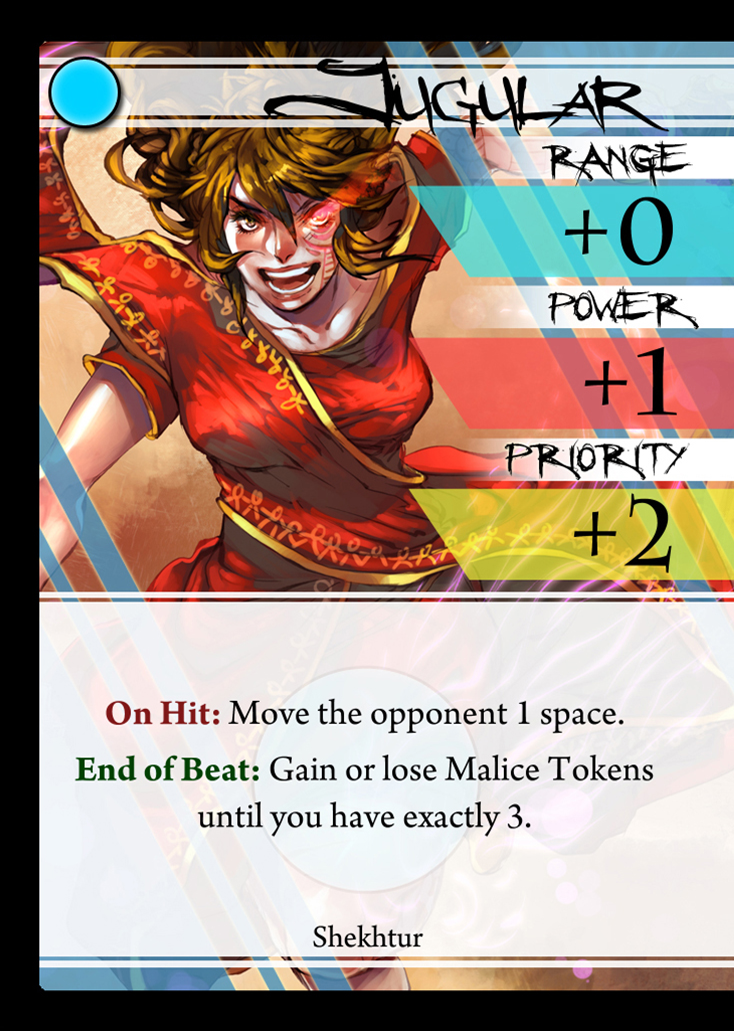 Jugular
Range
+0
Power
+1
Priority
+2
On Hit: Move the opponent 1 space.
End of Beat: Gain or lose Malice Tokens
until you have exactly 3.
Shekhtur